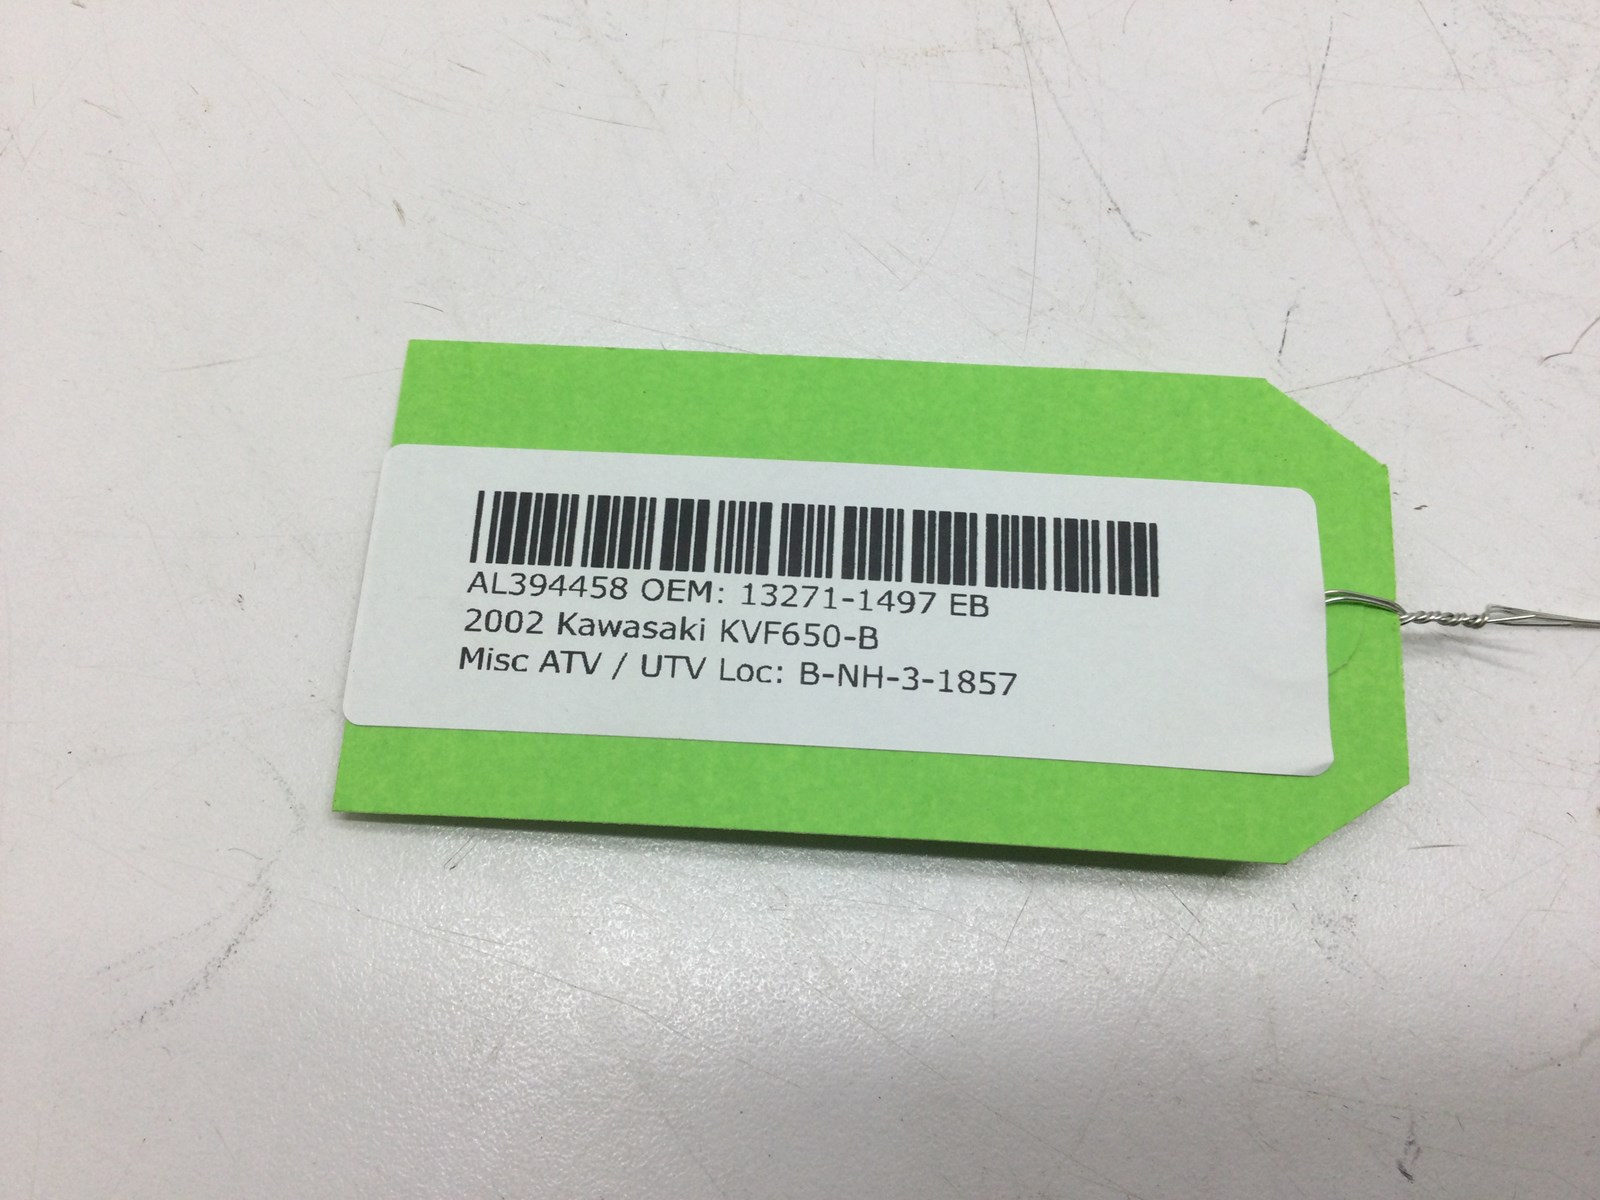 AL394458 OEM: 13271-1497 EB
2002 Kawasaki KVF650-B
Misc ATV / UTV Loc: B-NH-3-1857